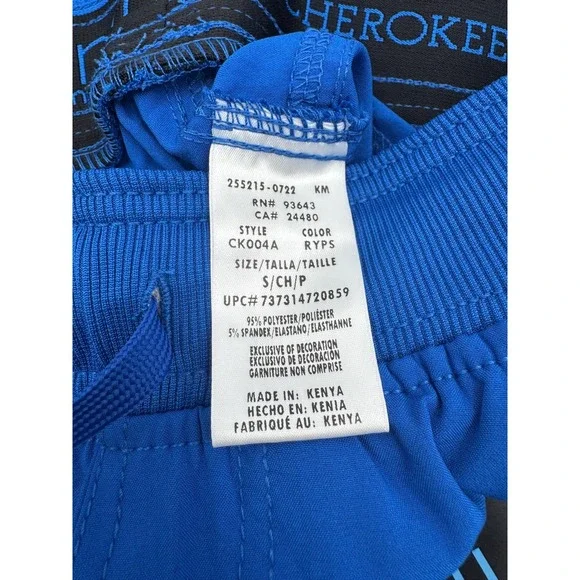 CHEROKEE
255215-0722 KM
RN# 93643
CA# 24480
STYLE COLOR
CK004A RYPS
SIZE/TALLA/TAILLE
S/CH/P
UPC# 737314720859
95% POLYESTER/POLIÉSTER
5% SPANDEX/ELASTANO/ELASTHANNE
EXCLUSIVE OF DECORATION
EXCLUSIVO DE DECORACIÓN
GARNITURE NON COMPRISE
MADE IN: KENYA
HECHO EN: KENIA
FABRIQUÉ AU: KENYA